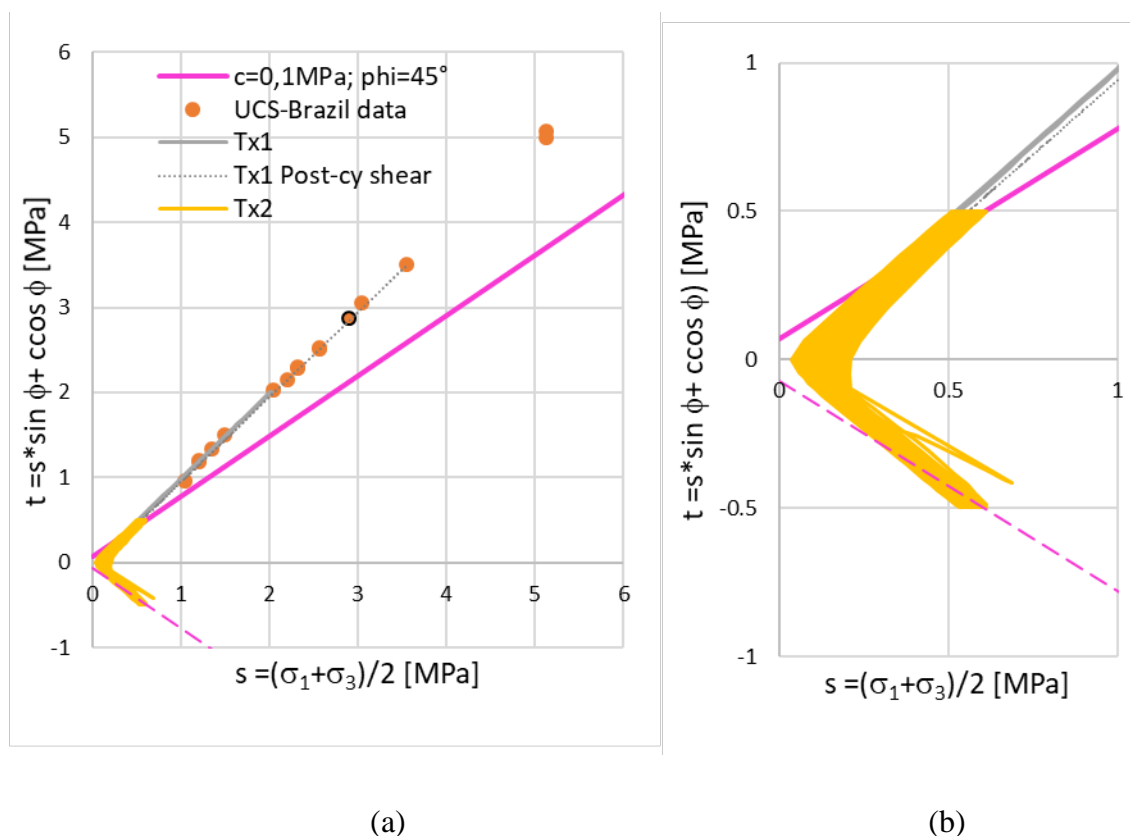 6
5
4
3
2
1
0
-1
0
1
2
3
4
5
6
c=0,1MPa; phi=45°
UCS-Brazil data
Tx1
Tx1 Post-cy shear
Tx2
t =s*sin ϕ+ ccos ϕ [MPa]
s =(σ₁+σ₃)/2 [MPa]
(a)
1
0.5
0
-0.5
-1
0
0.5
1
t =s*sin ϕ+ ccos ϕ) [MPa]
s =(σ₁+σ₃)/2 [MPa]
(b)